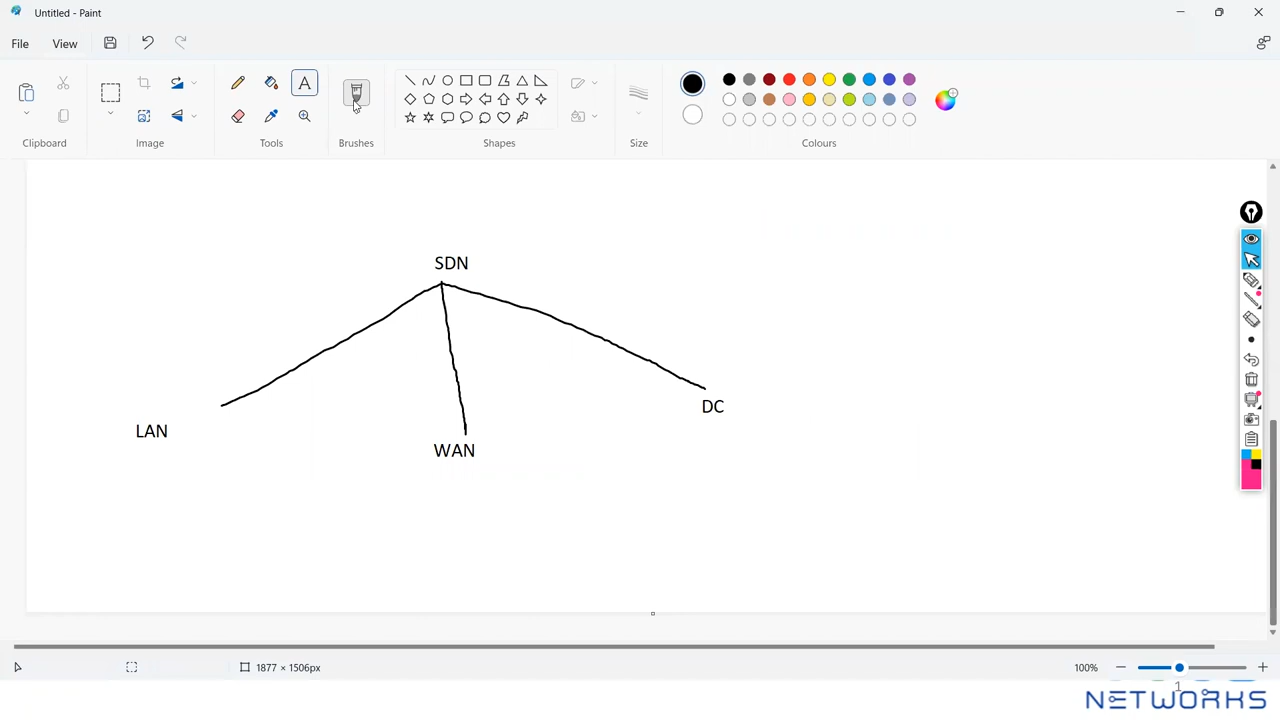 Untitled - Paint
File View
A
Clipboard Image Tools Brushes Shapes Size Colours
SDN
LAN
WAN
DC
1877 × 1506px
100%
1
NETWORKS